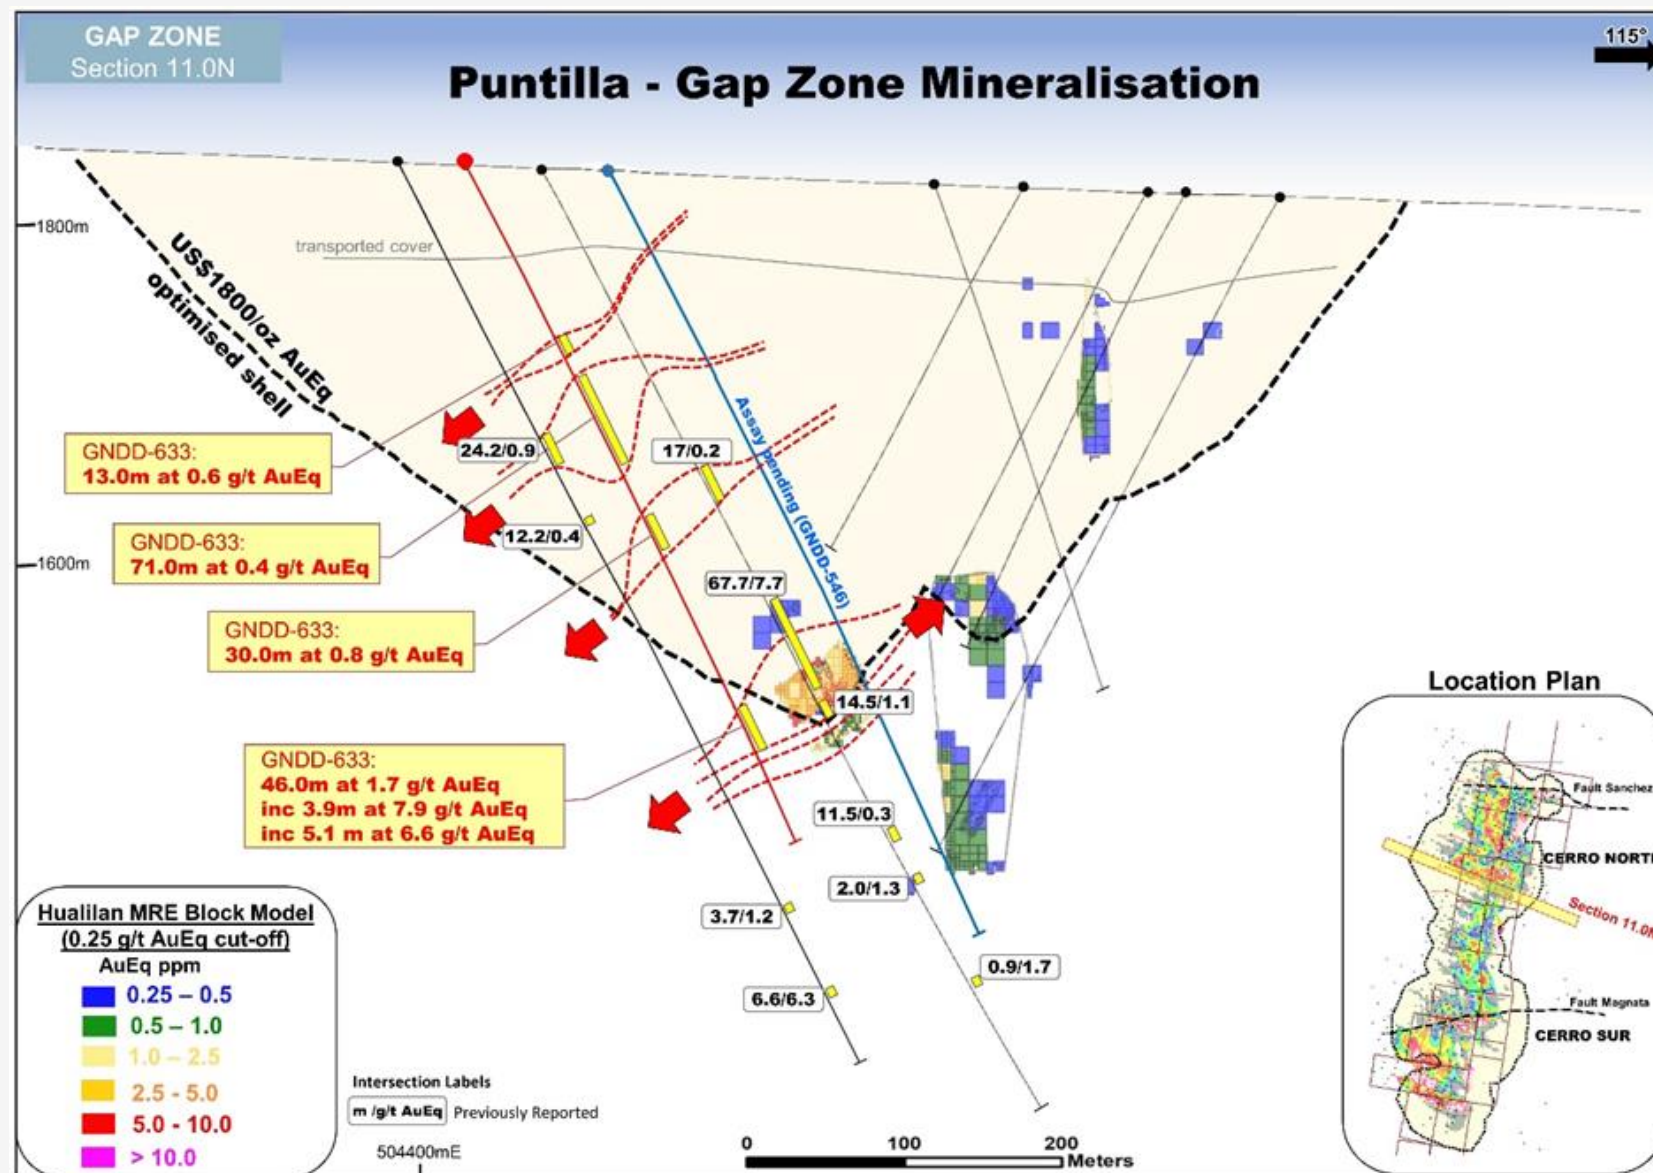 GAP ZONE
Section 11.0N
Puntilla - Gap Zone Mineralisation
115°
1800m
transported cover
US$1800/oz AuEq
optimised shell
Assay pending (GNDD-546)
GNDD-633:
13.0m at 0.6 g/t AuEq
24.2/0.9
17/0.2
GNDD-633:
71.0m at 0.4 g/t AuEq
12.2/0.4
1600m
67.7/7.7
GNDD-633:
30.0m at 0.8 g/t AuEq
14.5/1.1
GNDD-633:
46.0m at 1.7 g/t AuEq
inc 3.9m at 7.9 g/t AuEq
inc 5.1 m at 6.6 g/t AuEq
11.5/0.3
2.0/1.3
3.7/1.2
0.9/1.7
6.6/6.3
Location Plan
Fault Sanchez
CERRO NORT
Section 11.0
Fault Magnata
CERRO SUR
Hualilan MRE Block Model
(0.25 g/t AuEq cut-off)
AuEq ppm
0.25 – 0.5
0.5 – 1.0
1.0 – 2.5
2.5 - 5.0
5.0 - 10.0
> 10.0
Intersection Labels
m /g/t AuEq Previously Reported
504400mE
0 100 200
Meters